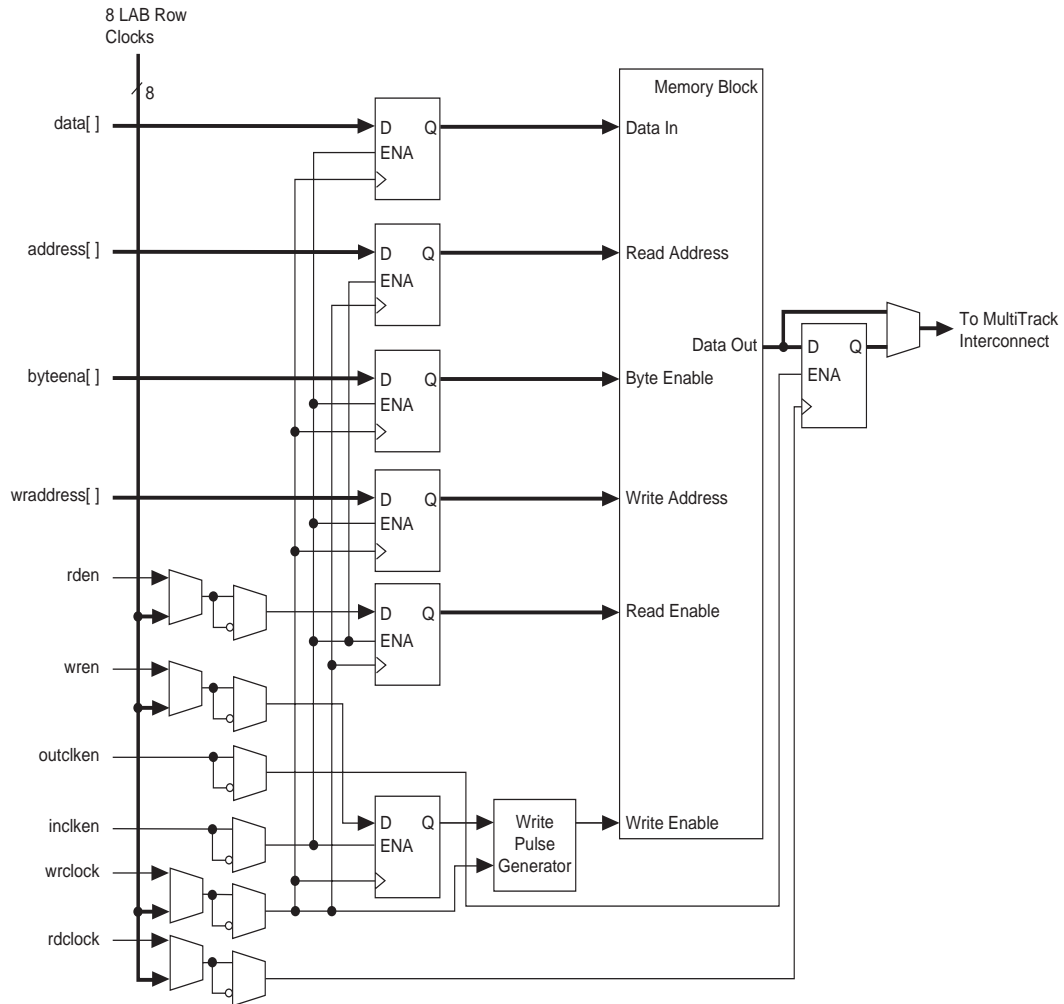 8 LAB Row
Clocks
8
Memory Block
data[ ]
D Q
ENA
Data In
address[ ]
D Q
ENA
Read Address
Data Out
D Q
ENA
To MultiTrack
Interconnect
byteena[ ]
D Q
ENA
Byte Enable
wraddress[ ]
D Q
ENA
Write Address
rden
D Q
ENA
Read Enable
wren
outclken
inclken
D Q
ENA
Write
Pulse
Generator
Write Enable
wrclock
rdclock